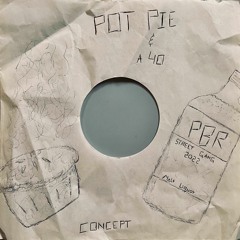 POT PIE
&
A 40
PBR
STREET GANG
2022
MALT LIQUOR
CONCEPT